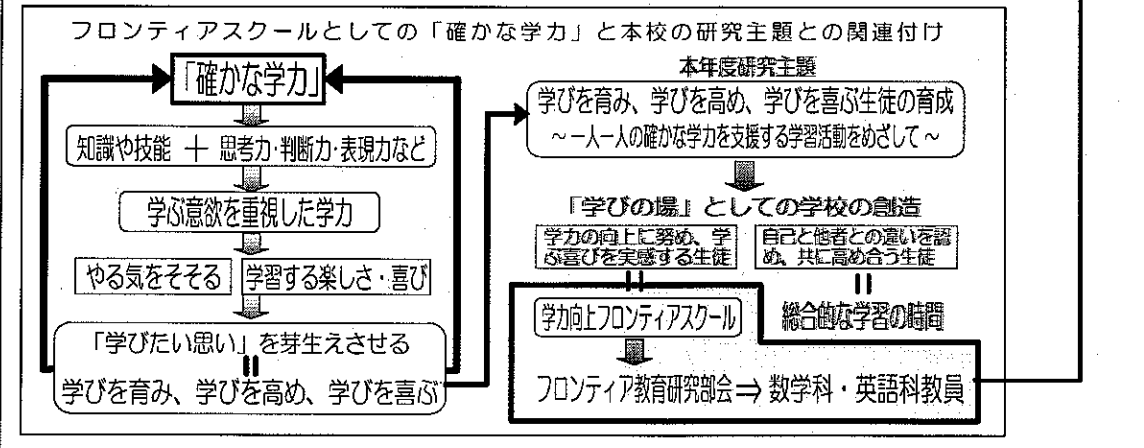 フロンティアスクールとしての「確かな学力」と本校の研究主題との関連付け
「確かな学力」
知識や技能 ＋ 思考力･判断力･表現力など
学ぶ意欲を重視した学力
やる気をそそる
学習する楽しさ・喜び
「学びたい思い」を芽生えさせる
＝
学びを育み、学びを高め、学びを喜ぶ
本年度研究主題
学びを育み、学びを高め、学びを喜ぶ生徒の育成
～一人一人の確かな学力を支援する学習活動をめざして～
「学びの場」としての学校の創造
学力の向上に努め、学
ぶ喜びを実感する生徒
＝
学力向上フロンティアスクール
自己と他者との違いを認
め、共に高め合う生徒
＝
総合的な学習の時間
フロンティア教育研究部会⇒数学科・英語科教員